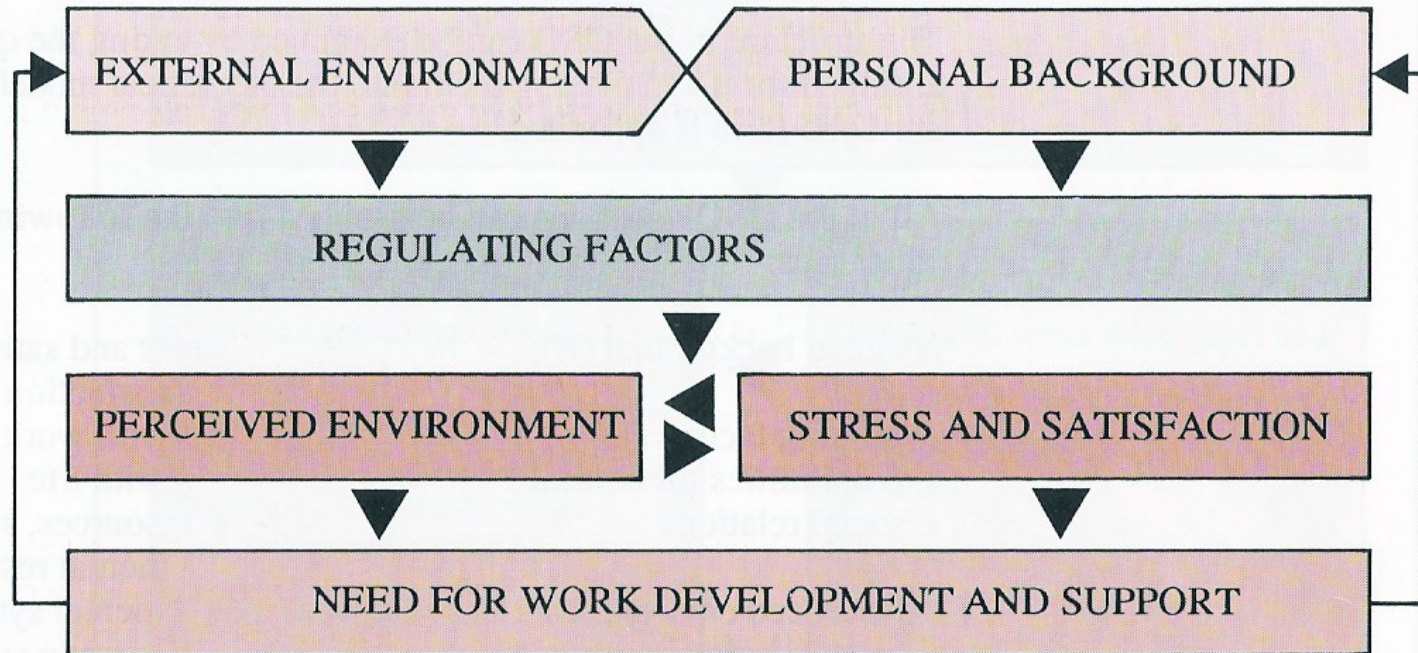 EXTERNAL ENVIRONMENT
PERSONAL BACKGROUND
REGULATING FACTORS
PERCEIVED ENVIRONMENT
STRESS AND SATISFACTION
NEED FOR WORK DEVELOPMENT AND SUPPORT